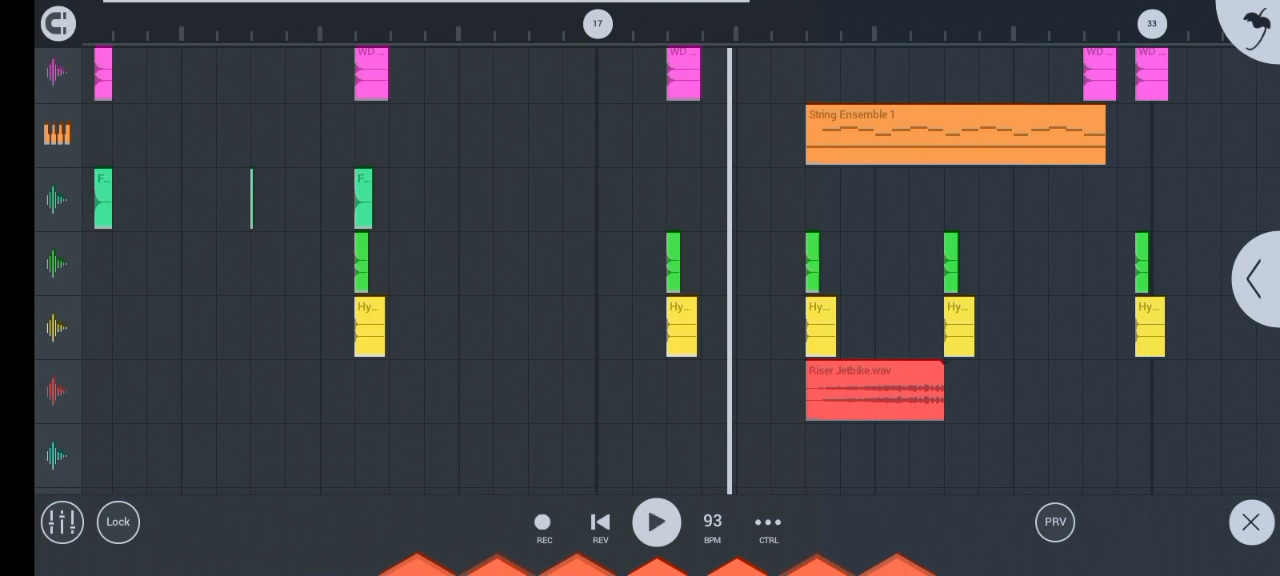 17
33
WD ...
WD ...
WD ...
WD ...
String Ensemble 1
F...
F...
Hy...
Hy...
Hy...
Hy...
Hy...
Riser Jetbike.wav
Lock
REC
REV
93
BPM
CTRL
PRV